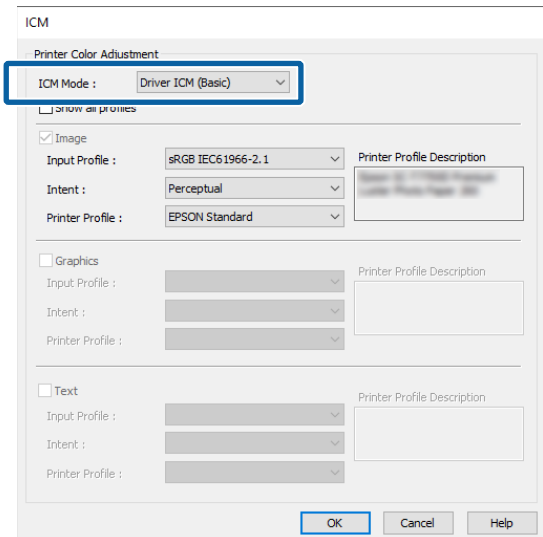 ICM
Printer Color Adjustment
ICM Mode : Driver ICM (Basic)
Show all profiles
Image
Input Profile : sRGB IEC61966-2.1 Printer Profile Description
Intent : Perceptual
Printer Profile : EPSON Standard
Graphics
Input Profile : Printer Profile Description
Intent :
Printer Profile :
Text
Input Profile : Printer Profile Description
Intent :
Printer Profile :
OK Cancel Help